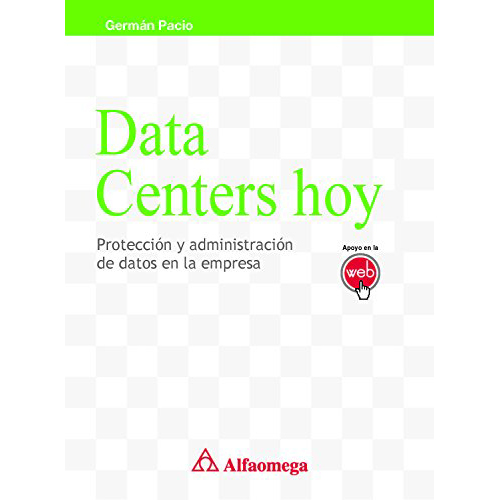 Germán Pacio
Data
Centers hoy
Protección y administración
de datos en la empresa
Apoyo en la
web
Alfaomega